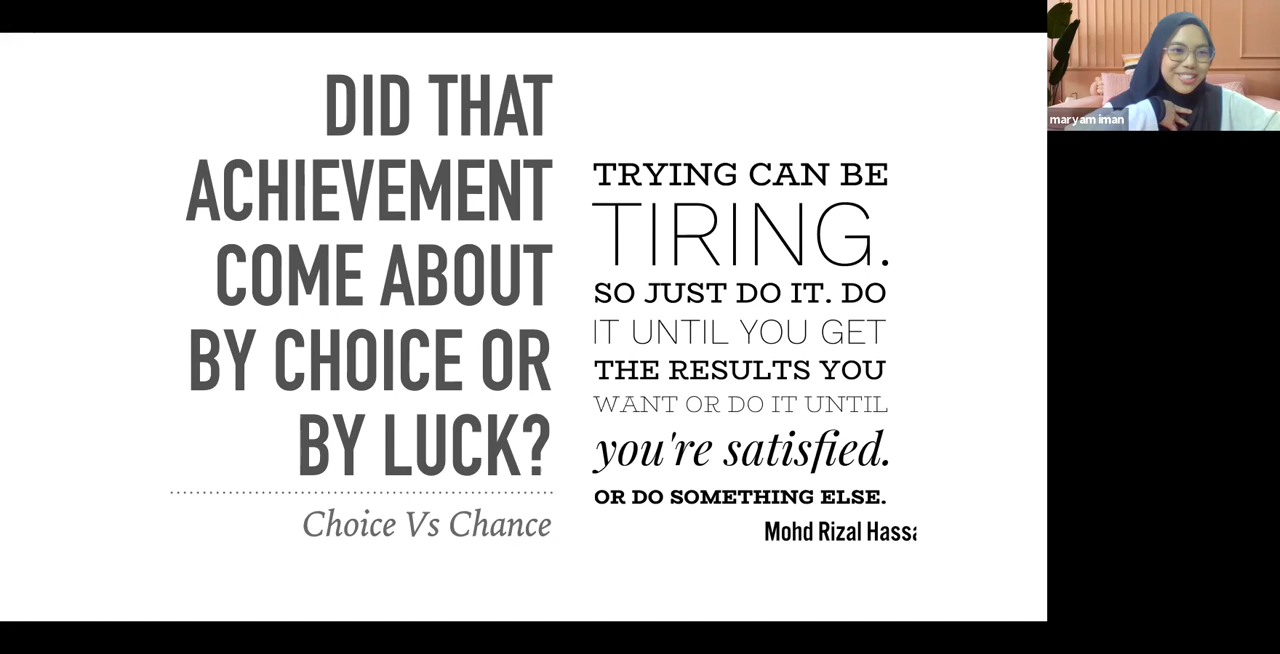 DID THAT
ACHIEVEMENT
COME ABOUT
BY CHOICE OR
BY LUCK?
Choice Vs Chance
TRYING CAN BE
TIRING.
SO JUST DO IT. DO
IT UNTIL YOU GET
THE RESULTS YOU
WANT OR DO IT UNTIL
you're satisfied.
OR DO SOMETHING ELSE.
Mohd Rizal
maryam iman